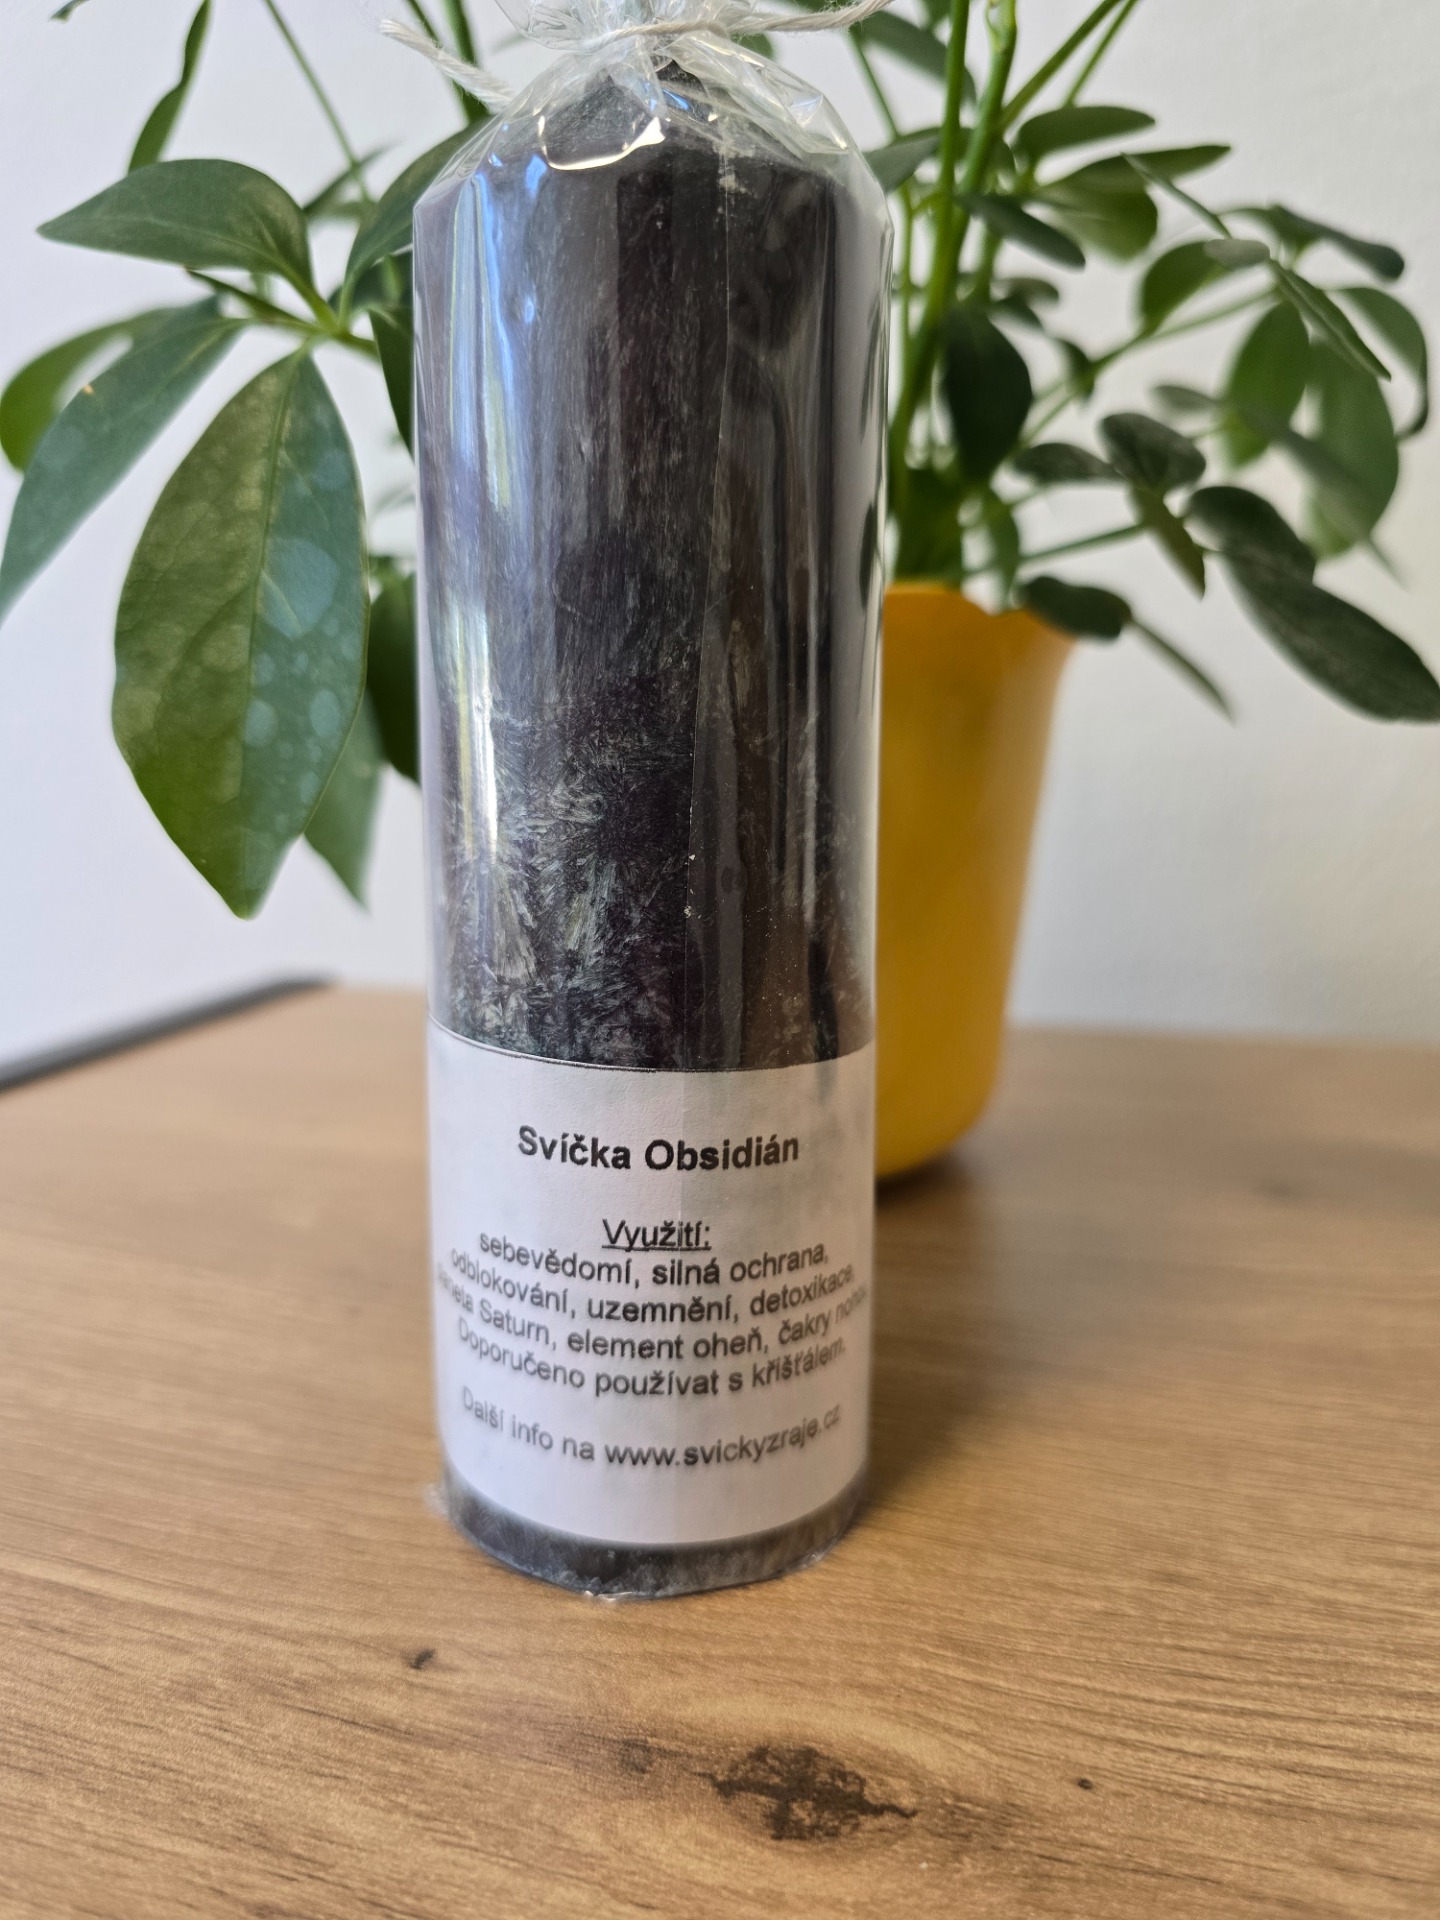 Svíčka Obsidián
Využití:
sebevědomí, silná ochrana,
odblokování, uzemnění, detoxikace,
Saturn, element oheň, čakry
Doporučeno používat s křišťálem.
Další info na www.svickyzraje.cz